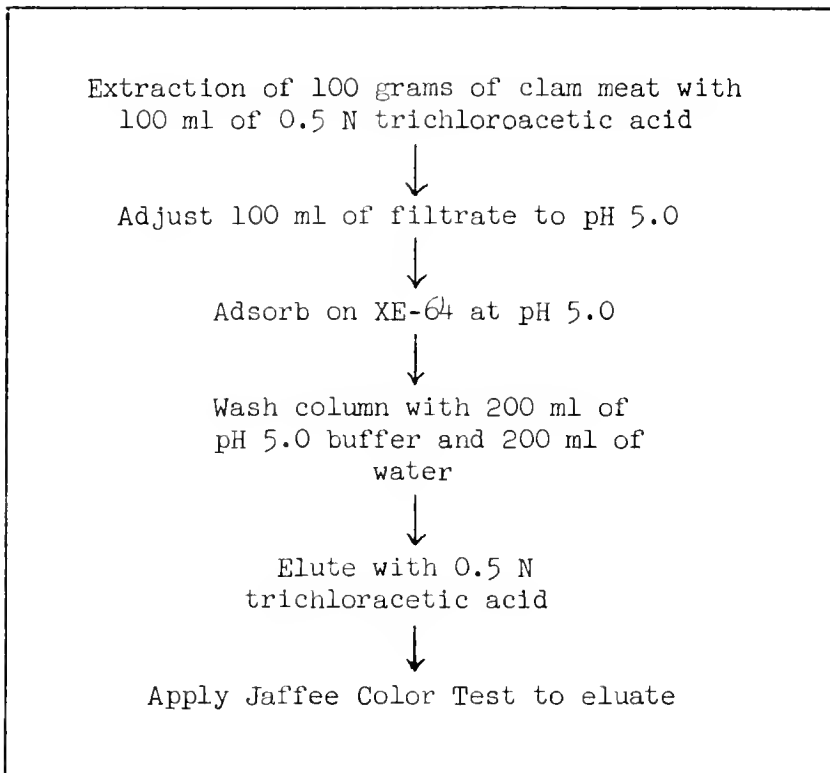 Extraction of 100 grams of clam meat with
100 ml of 0.5 N trichloroacetic acid
Adjust 100 ml of filtrate to pH 5.0
Adsorb on XE-64 at pH 5.0
Wash column with 200 ml of
pH 5.0 buffer and 200 ml of
water
Elute with 0.5 N
trichloracetic acid
Apply Jaffee Color Test to eluate